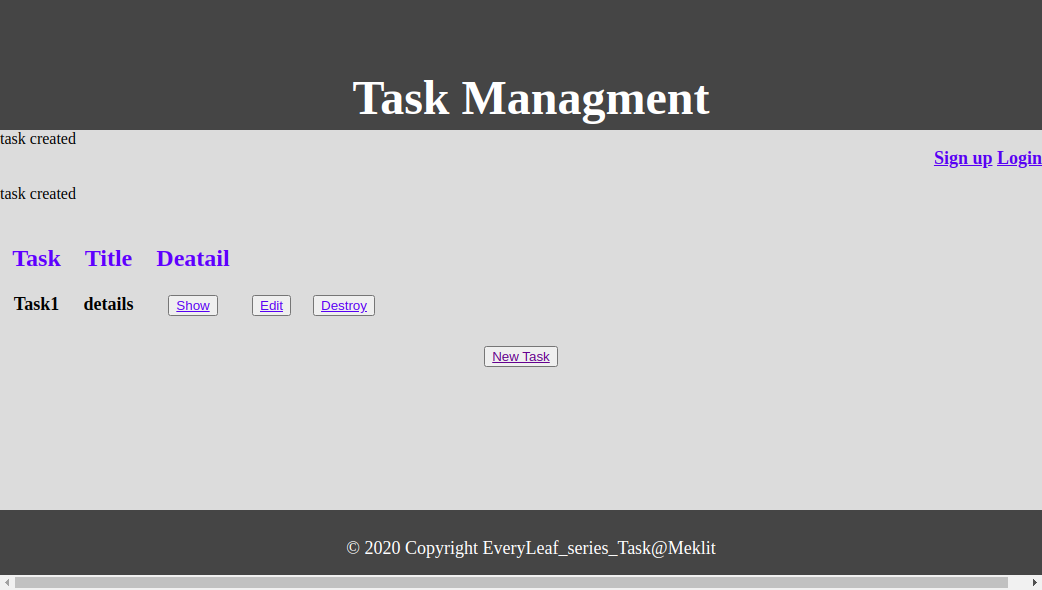 Task Managment
task created
Sign up Login
task created
Task Title Deatail
Task1 details Show Edit Destroy
New Task
© 2020 Copyright EveryLeaf_series_Task@Meklit